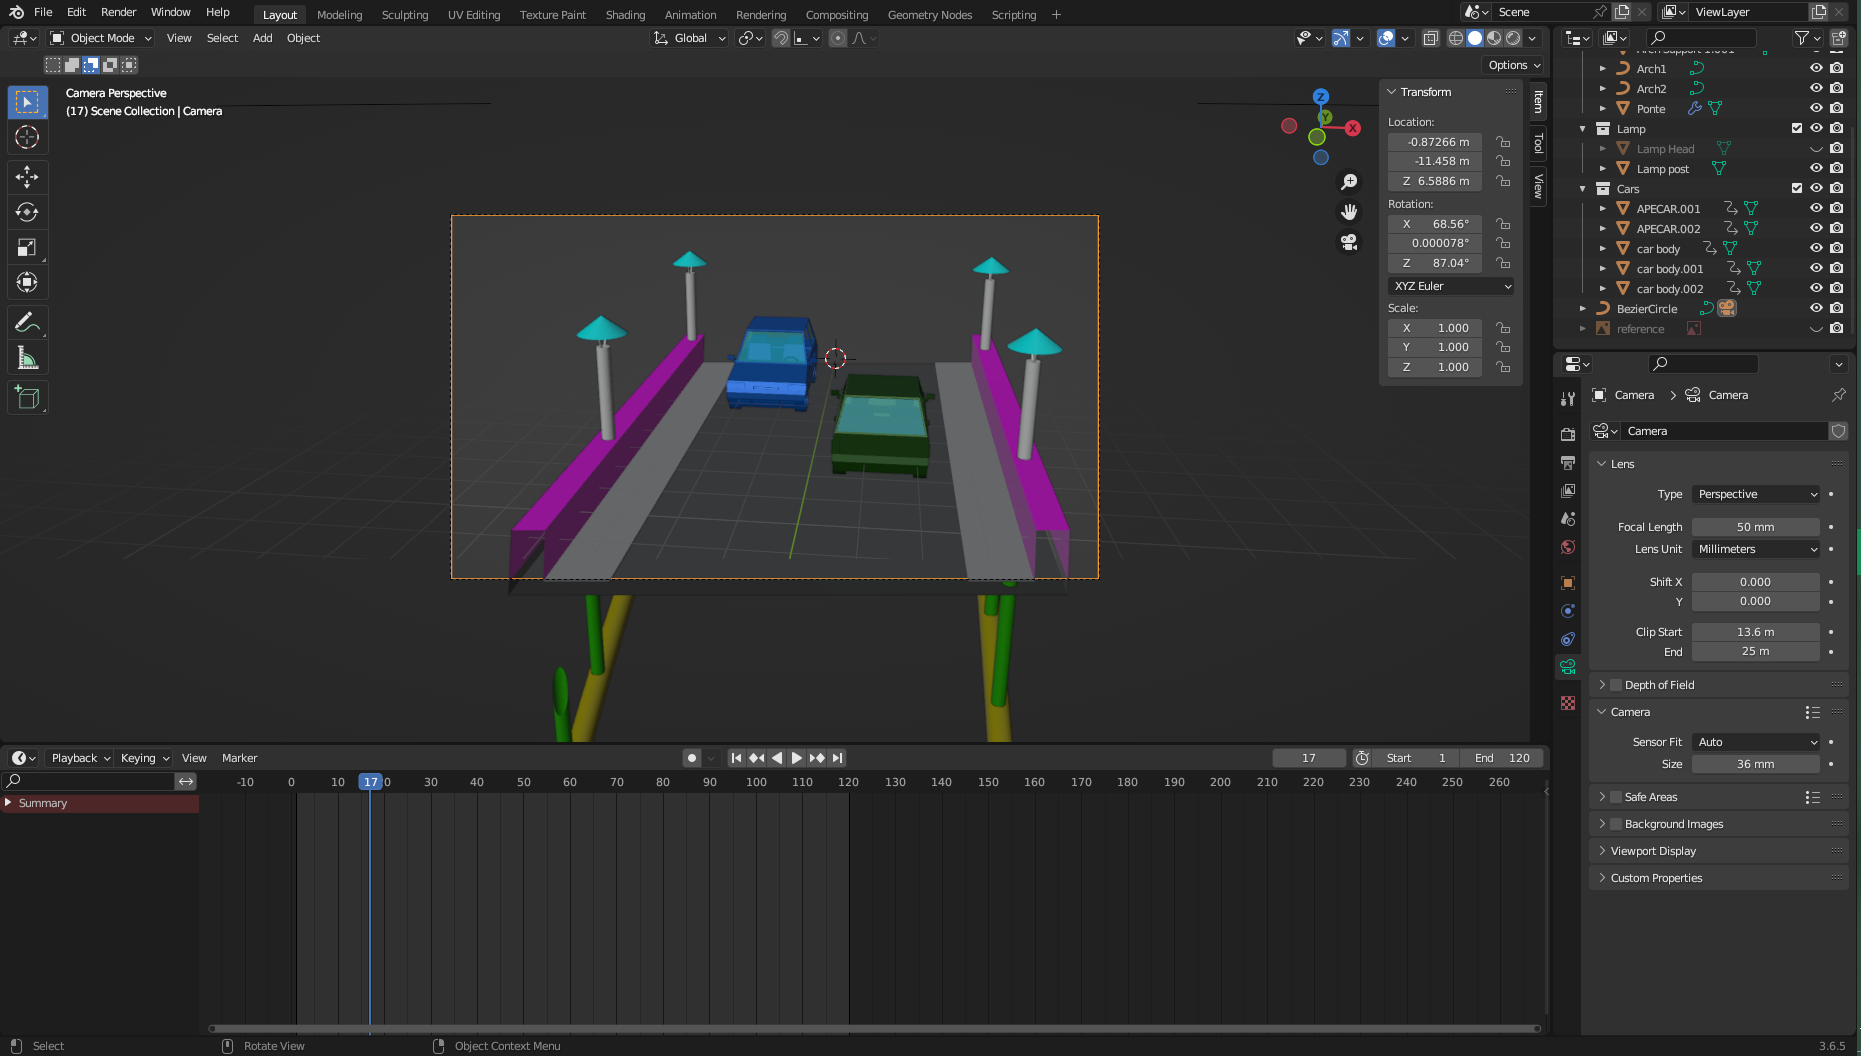 File Edit Render Window Help Layout Modeling Sculpting UV Editing Texture Paint Shading Animation Rendering Compositing Geometry Nodes Scripting + Scene ViewLayer
Object Mode View Select Add Object Global
Options
Camera Perspective
(17) Scene Collection | Camera
Z
Y
X
Transform
Location:
-0.87266 m
-11.458 m
Z 6.5886 m
Rotation:
X 68.56°
0.000078°
Z 87.04°
XYZ Euler
Scale:
X 1.000
Y 1.000
Z 1.000
Item
Tool
View
Arch Support 1.001
Arch1
Arch2
Ponte
Lamp
Lamp Head
Lamp post
Cars
APECAR.001
APECAR.002
car body
car body.001
car body.002
BezierCircle
reference
Camera > Camera
Camera
Lens
Type Perspective
Focal Length 50 mm
Lens Unit Millimeters
Shift X 0.000
Y 0.000
Clip Start 13.6 m
End 25 m
Depth of Field
Camera
Sensor Fit Auto
Size 36 mm
Safe Areas
Background Images
Viewport Display
Custom Properties
Playback Keying View Marker 17 Start 1 End 120
-10 0 10 17 0 30 40 50 60 70 80 90 100 110 120 130 140 150 160 170 180 190 200 210 220 230 240 250 260
Summary
Select Rotate View Object Context Menu 3.6.5